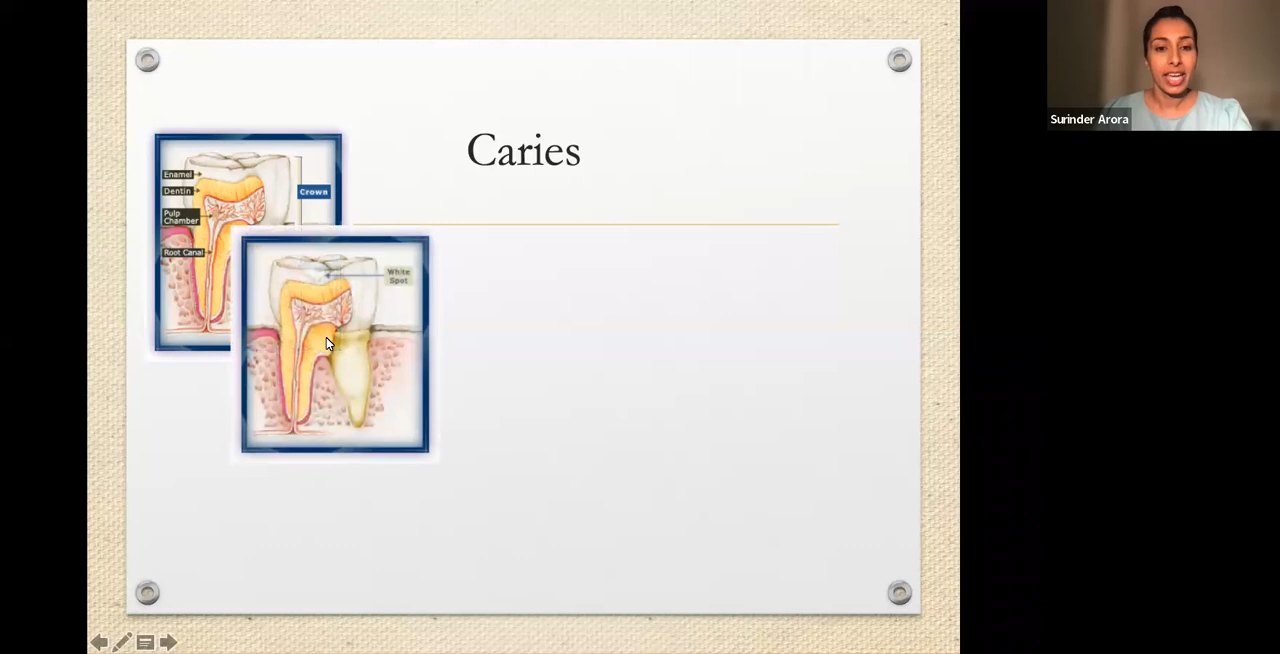 Caries
Enamel
Dentin
Pulp
Chamber
Root Canal
Crown
White
Spot
Surinder Arora